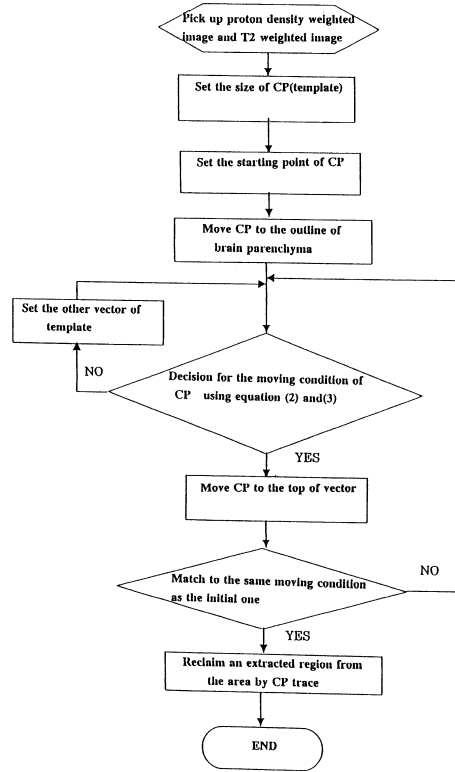 Pick up proton density weighted
image and T2 weighted image
Set the size of CP(template)
Set the starting point of CP
Move CP to the outline of
brain parenchyma
Set the other vector of
template
NO
Decision for the moving condition of
CP using equation (2) and(3)
YES
Move CP to the top of vector
Match to the same moving condition
as the initial one
NO
YES
Reclaim an extracted region from
the area by CP trace
END